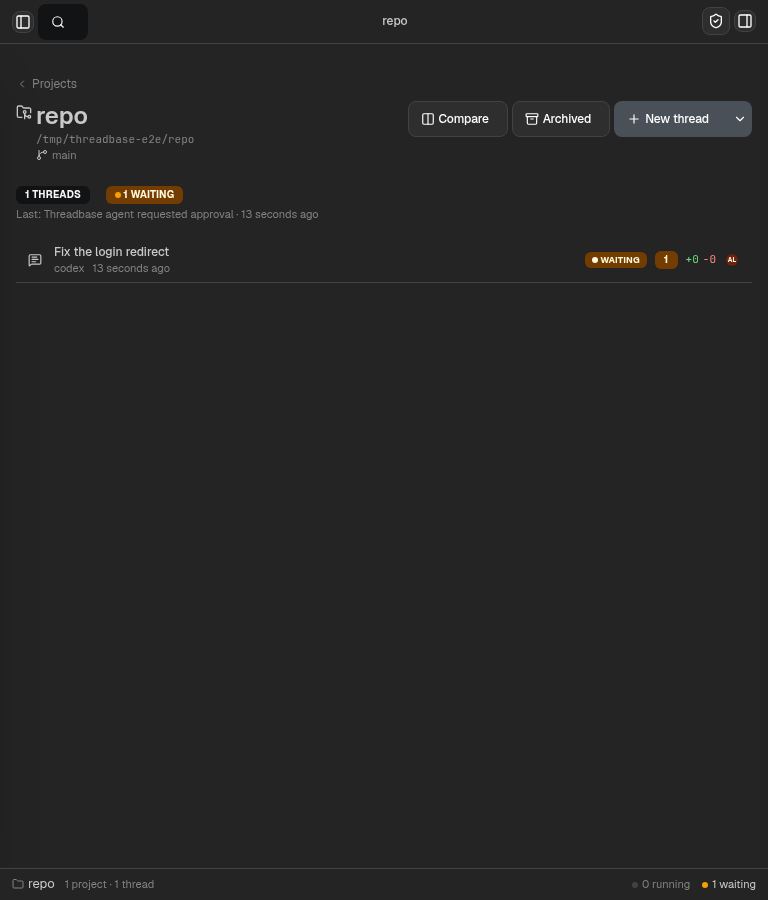 repo
Projects
repo
Compare
Archived
New thread
/tmp/threadbase-e2e/repo
main
1 THREADS
1 WAITING
Last: Threadbase agent requested approval · 13 seconds ago
Fix the login redirect
codex 13 seconds ago
WAITING
1
+0 -0
AL
repo 1 project · 1 thread
0 running
1 waiting